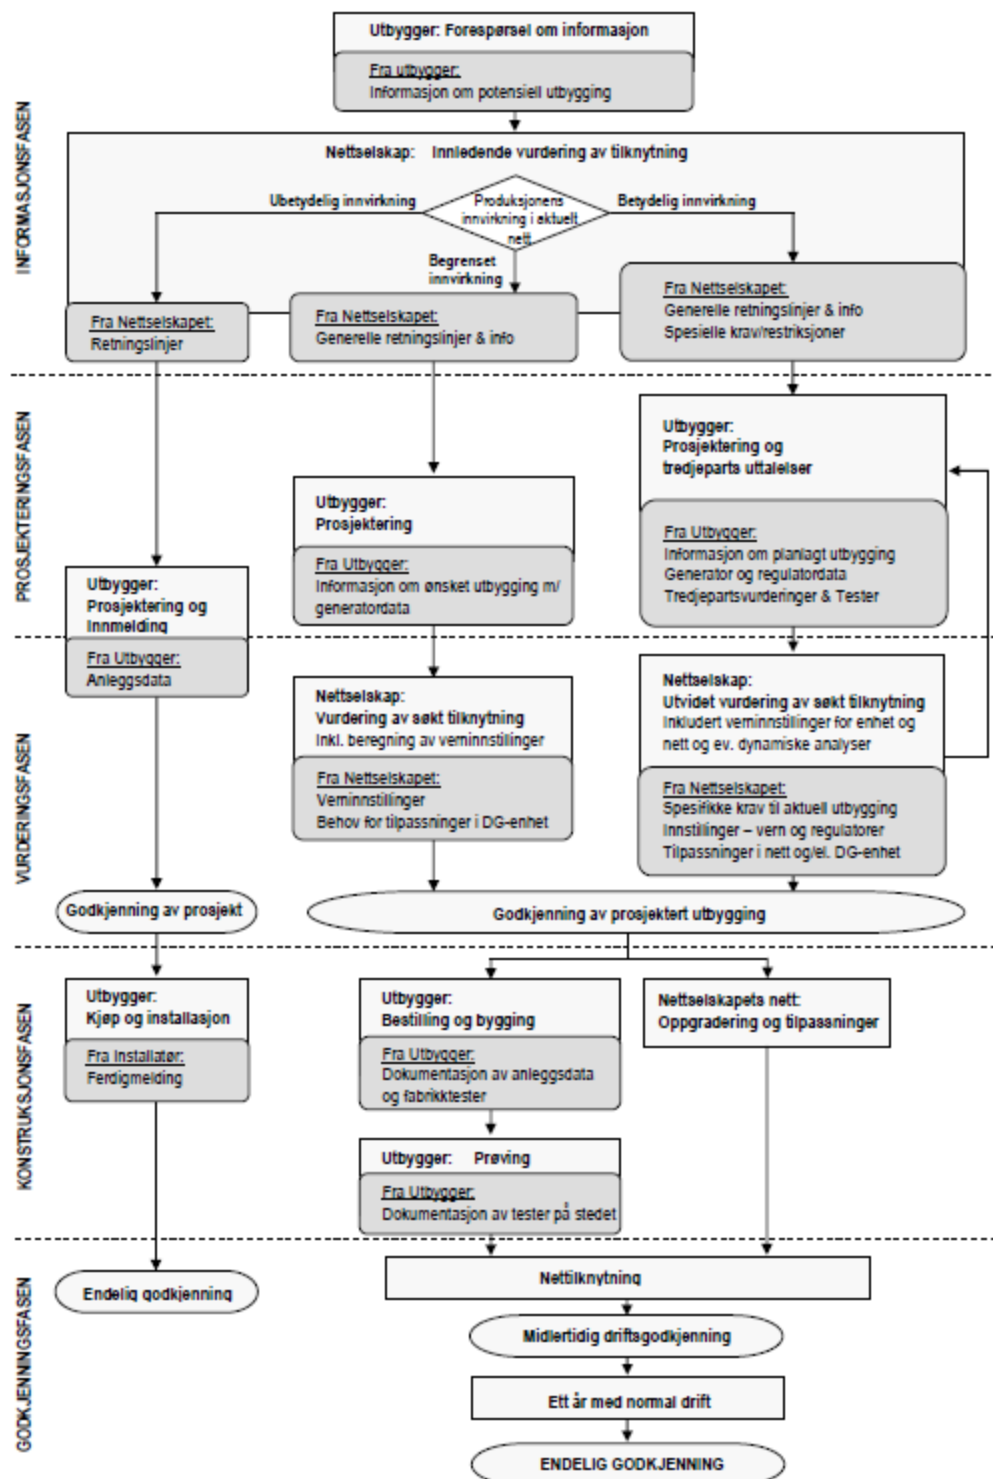 Utbygger: Forespørsel om informasjon
Fra utbygger:
Informasjon om potensiell utbygging
INFORMASJONSFASEN
Nettselskap: Innledende vurdering av tilknytning
Ubetydelig innvirkning
Produksjonens
innvirkning i aktuelt
nett
Betydelig innvirkning
Begrenset
innvirkning
Fra Nettselskapet:
Retningslinjer
Fra Nettselskapet:
Generelle retningslinjer & info
Fra Nettselskapet:
Generelle retningslinjer & info
Spesielle krav/restriksjoner
PROSJEKTERINGSFASEN
Utbygger:
Prosjektering og
Innmelding
Fra Utbygger:
Anleggsdata
Utbygger:
Prosjektering
Fra Utbygger:
Informasjon om ønsket utbygging m/
generatordata
Utbygger:
Prosjektering og
tredjeparts uttalelser
Fra Utbygger:
Informasjon om planlagt utbygging
Generator og regulatordata
Tredjepartsvurderinger & Tester
VURDERINGSFASEN
Nettselskap:
Vurdering av søkt tilknytning
Inkl. beregning av verninnstillinger
Fra Nettselskapet:
Verninnstillinger
Behov for tilpassninger i DG-enhet
Nettselskap:
Utvidet vurdering av søkt tilknytning
Inkludert verninnstillinger for enhet og
nett og ev. dynamiske analyser
Fra Nettselskapet:
Spesifikke krav til aktuell utbygging
Innstillinger – vern og regulatorer
Tilpassninger i nett og/el. DG-enhet
Godkjenning av prosjekt
Godkjenning av prosjektert utbygging
KONSTRUKSJONSFASEN
Utbygger:
Kjøp og installasjon
Fra Installatør:
Ferdigmelding
Utbygger:
Bestilling og bygging
Fra Utbygger:
Dokumentasjon av anleggsdata
og fabrikktester
Nettselskapets nett:
Oppgradering og tilpassninger
Utbygger: Prøving
Fra Utbygger:
Dokumentasjon av tester på stedet
GODKJENNINGSFASEN
Endelig godkjenning
Nettilknytning
Midlertidig driftsgodkjenning
Ett år med normal drift
ENDELIG GODKJENNING